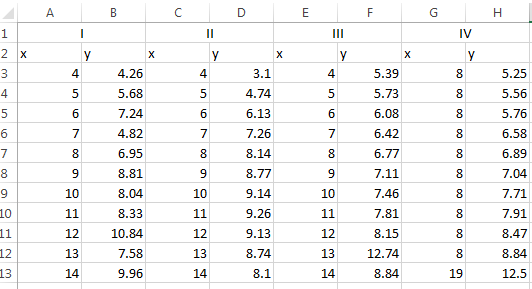 A B C D E F G H
1 I II III IV
2 x y x y x y x y
3 4 4.26 4 3.1 4 5.39 8 5.25
4 5 5.68 5 4.74 5 5.73 8 5.56
5 6 7.24 6 6.13 6 6.08 8 5.76
6 7 4.82 7 7.26 7 6.42 8 6.58
7 8 6.95 8 8.14 8 6.77 8 6.89
8 9 8.81 9 8.77 9 7.11 8 7.04
9 10 8.04 10 9.14 10 7.46 8 7.71
10 11 8.33 11 9.26 11 7.81 8 7.91
11 12 10.84 12 9.13 12 8.15 8 8.47
12 13 7.58 13 8.74 13 12.74 8 8.84
13 14 9.96 14 8.1 14 8.84 19 12.5